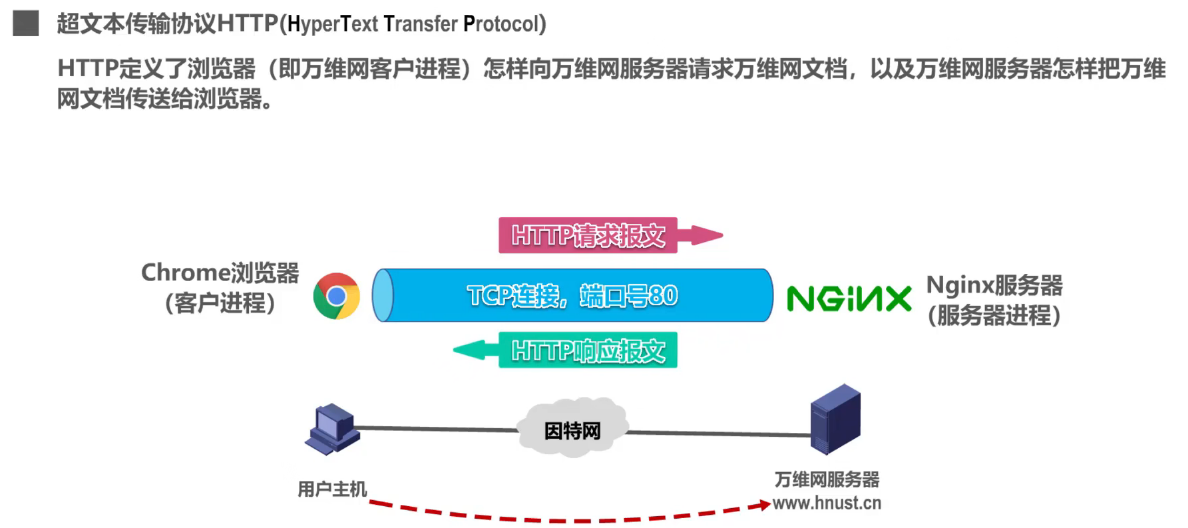 超文本传输协议HTTP(HyperText Transfer Protocol)
HTTP定义了浏览器（即万维网客户进程）怎样向万维网服务器请求万维网文档，以及万维网服务器怎样把万维
网文档传送给浏览器。
HTTP请求报文
Chrome浏览器
（客户进程）
TCP连接，端口号80
NGiNX
Nginx服务器
（服务器进程）
HTTP响应报文
因特网
用户主机
万维网服务器
www.hnust.cn